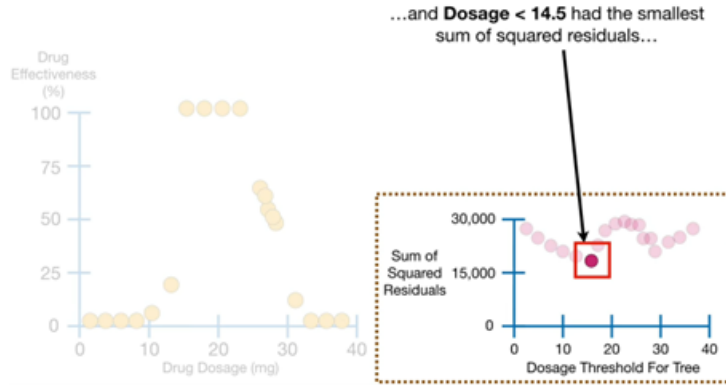 ...and Dosage < 14.5 had the smallest
sum of squared residuals...
Drug
Effectiveness
(%)
100
75
50
25
0
0
10
20
30
40
Drug Dosage (mg)
Sum of
Squared
Residuals
30,000
15,000
0
0
10
20
30
40
Dosage Threshold For Tree